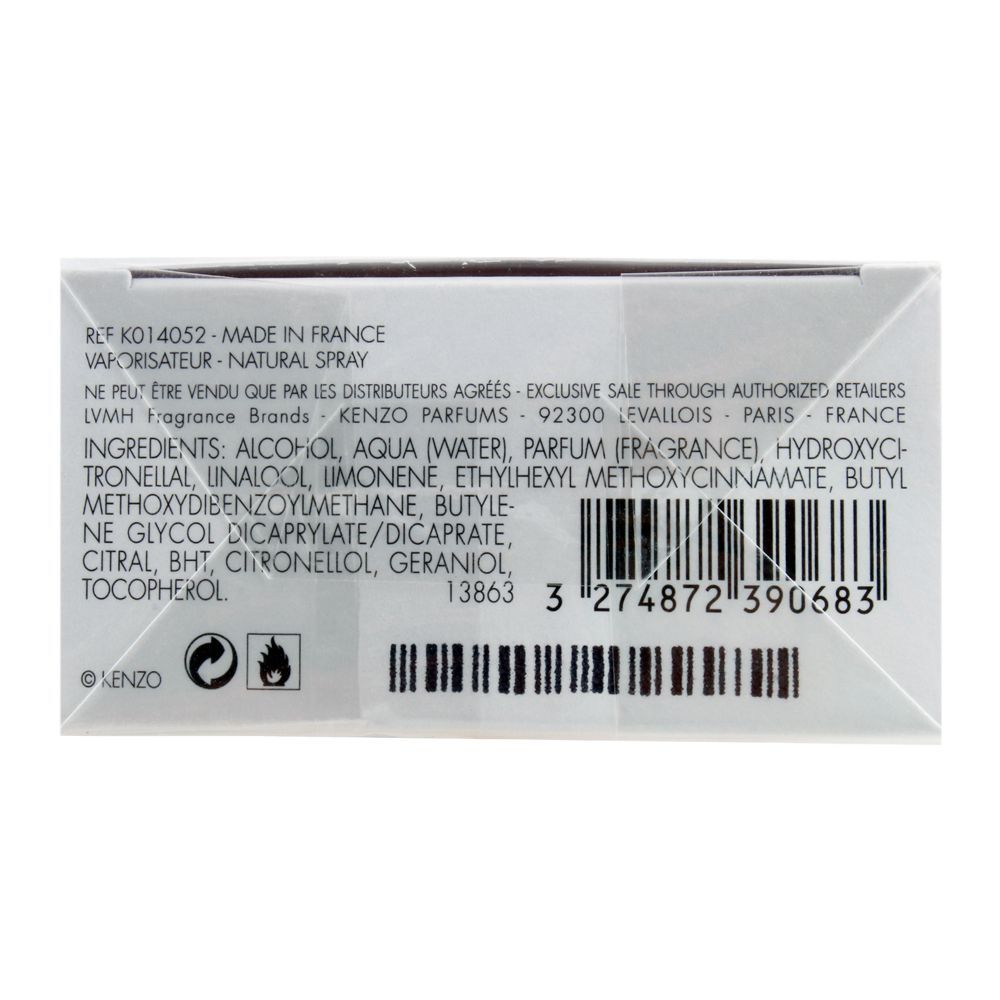 REF K014052 - MADE IN FRANCE
VAPORISATEUR - NATURAL SPRAY
NE PEUT ÊTRE VENDU QUE PAR LES DISTRIBUTEURS AGRÉÉS - EXCLUSIVE SALE THROUGH AUTHORIZED RETAILERS
LVMH Fragrance Brands - KENZO PARFUMS - 92300 LEVALLOIS - PARIS - FRANCE
INGREDIENTS: ALCOHOL, AQUA (WATER), PARFUM (FRAGRANCE), HYDROXYCI-
TRONELLAL, LINALOOL, LIMONENE, ETHYLHEXYL METHOXYCINNAMATE, BUTYL
METHOXYDIBENZOYLMETHANE, BUTYLE-
NE GLYCOL DICAPRYLATE/DICAPRATE,
CITRAL, BHT, CITRONELLOL, GERANIOL,
TOCOPHEROL. 13863
3 274872 390683
© KENZO